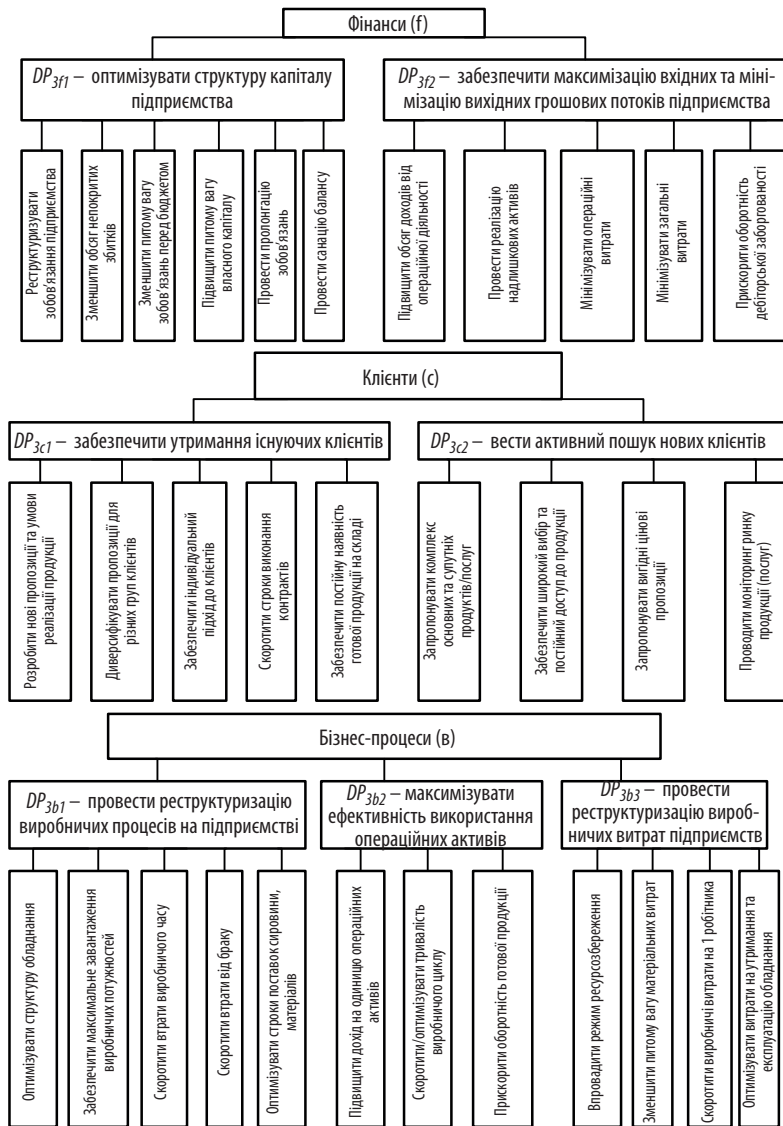 Фінанси (f)
DP3f1 – оптимізувати структуру капіталу
підприємства
DP3f2 – забезпечити максимізацію вхідних та міні-
мізацію вихідних грошових потоків підприємства
Реструктуризувати
зобов'язання підприємства
Зменшити обсяг непокритих
збитків
Зменшити питому вагу
зобов'язань перед бюджетом
Підвищити питому вагу
власного капіталу
Провести пролонгацію
зобов'язань
Провести санацію балансу
Підвищити обсяг доходів від
операційної діяльності
Провести реалізацію
надлишкових активів
Мінімізувати операційні
витрати
Мінімізувати загальні
витрати
Прискорити оборотність
дебіторської заборгованості
Клієнти (с)
DP3c1 – забезпечити утримання існуючих клієнтів
DP3c2 – вести активний пошук нових клієнтів
Розробити нові пропозиції та умови
реалізації продукції
Диверсифікувати пропозиції для
різних груп клієнтів
Забезпечити індивідуальний
підхід до клієнтів
Скоротити строки виконання
контрактів
Забезпечити постійну наявність
готової продукції на складі
Запропонувати комплекс
основних та супутніх
продуктів/послуг
Забезпечити широкий вибір та
постійний доступ до продукції
Запропонувати вигідні цінові
пропозиції
Проводити моніторинг ринку
продукції (послуг)
Бізнес-процеси (в)
DP3b1 – провести реструктуризацію
виробничих процесів на підприємстві
DP3b2 – максимізувати
ефективність використання
операційних активів
DP3b3 – провести
реструктуризацію вироб-
ничих витрат підприємств
Оптимізувати структуру обладнання
Забезпечити максимальне завантаження
виробничих потужностей
Скоротити втрати виробничого часу
Скоротити втрати від браку
Оптимізувати строки поставок сировини,
матеріалів
Підвищити дохід на одиницю операційних
активів
Скоротити/оптимізувати тривалість
виробничого циклу
Прискорити оборотність готової продукції
Впровадити режим ресурсозбереження
Зменшити питому вагу матеріальних витрат
Скоротити виробничі витрати на 1 робітника
Оптимізувати витрати на утримання та
експлуатацію обладнання